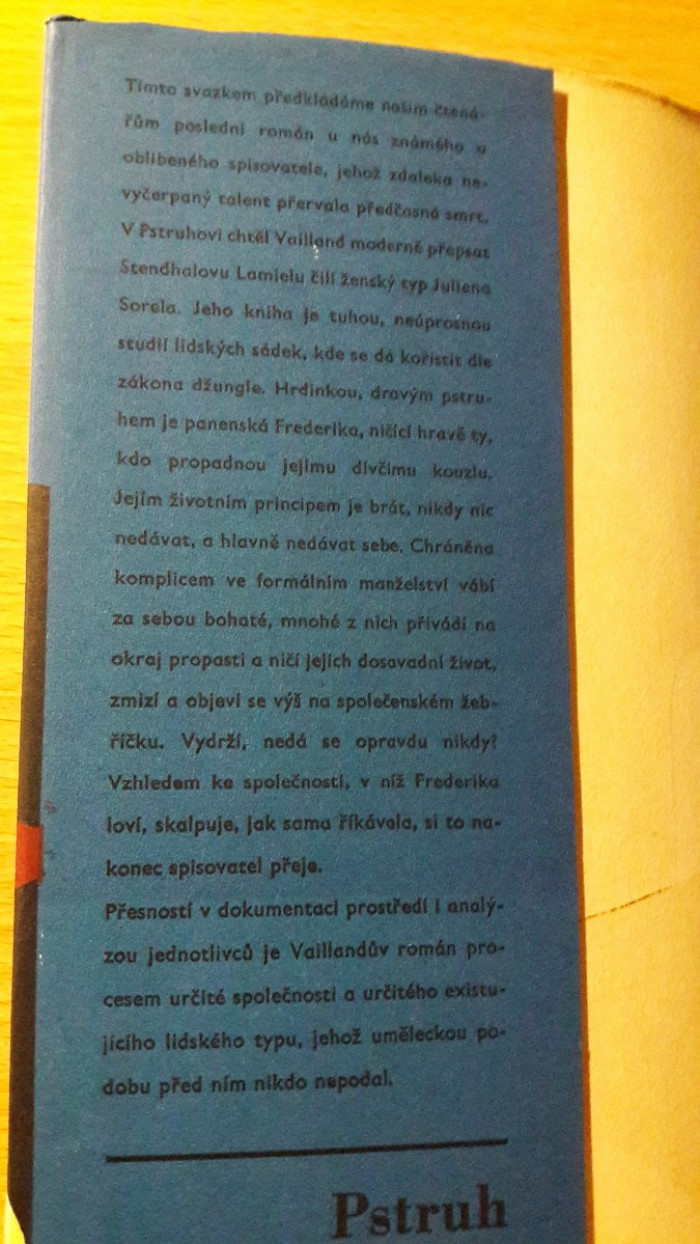 Tímto svazkem předkládáme našim čtená-
řům poslední román u nás známého a
oblíbeného spisovatele, jehož zdaleka ne-
vyčerpaný talent přervala předčasná smrt.
V Pstruhovi chtěl Vailland moderně přepsat
Stendhalovu Lamielu čili ženský typ Juliena
Sorela. Jeho kniha je tuhou, neúprosnou
studií lidských sádek, kde se dá kořistit dle
zákona džungle. Hrdinkou, dravým pstru-
hem je panenská Frederika, ničící hravě ty,
kdo propadnou jejímu dívčímu kouzlu.
Jejím životním principem je brát, nikdy nic
nedávat, a hlavně nedávat sebe. Chráněna
komplicem ve formálním manželství vábí
za sebou bohaté, mnohé z nich přivádí na
okraj propasti a ničí jejich dosavadní život,
zmizí a objeví se výš na společenském žeb-
říčku. Vydrží, nedá se opravdu nikdy?
Vzhledem ke společnosti, v níž Frederika
loví, skalpuje, jak sama říkávala, si to na-
konec spisovatel přeje.
Přesností v dokumentaci prostředí i analý-
zou jednotlivců je Vaillandův román pro-
cesem určité společnosti a určitého existu-
jícího lidského typu, jehož uměleckou po-
dobu před ním nikdo nepodal.
Pstruh